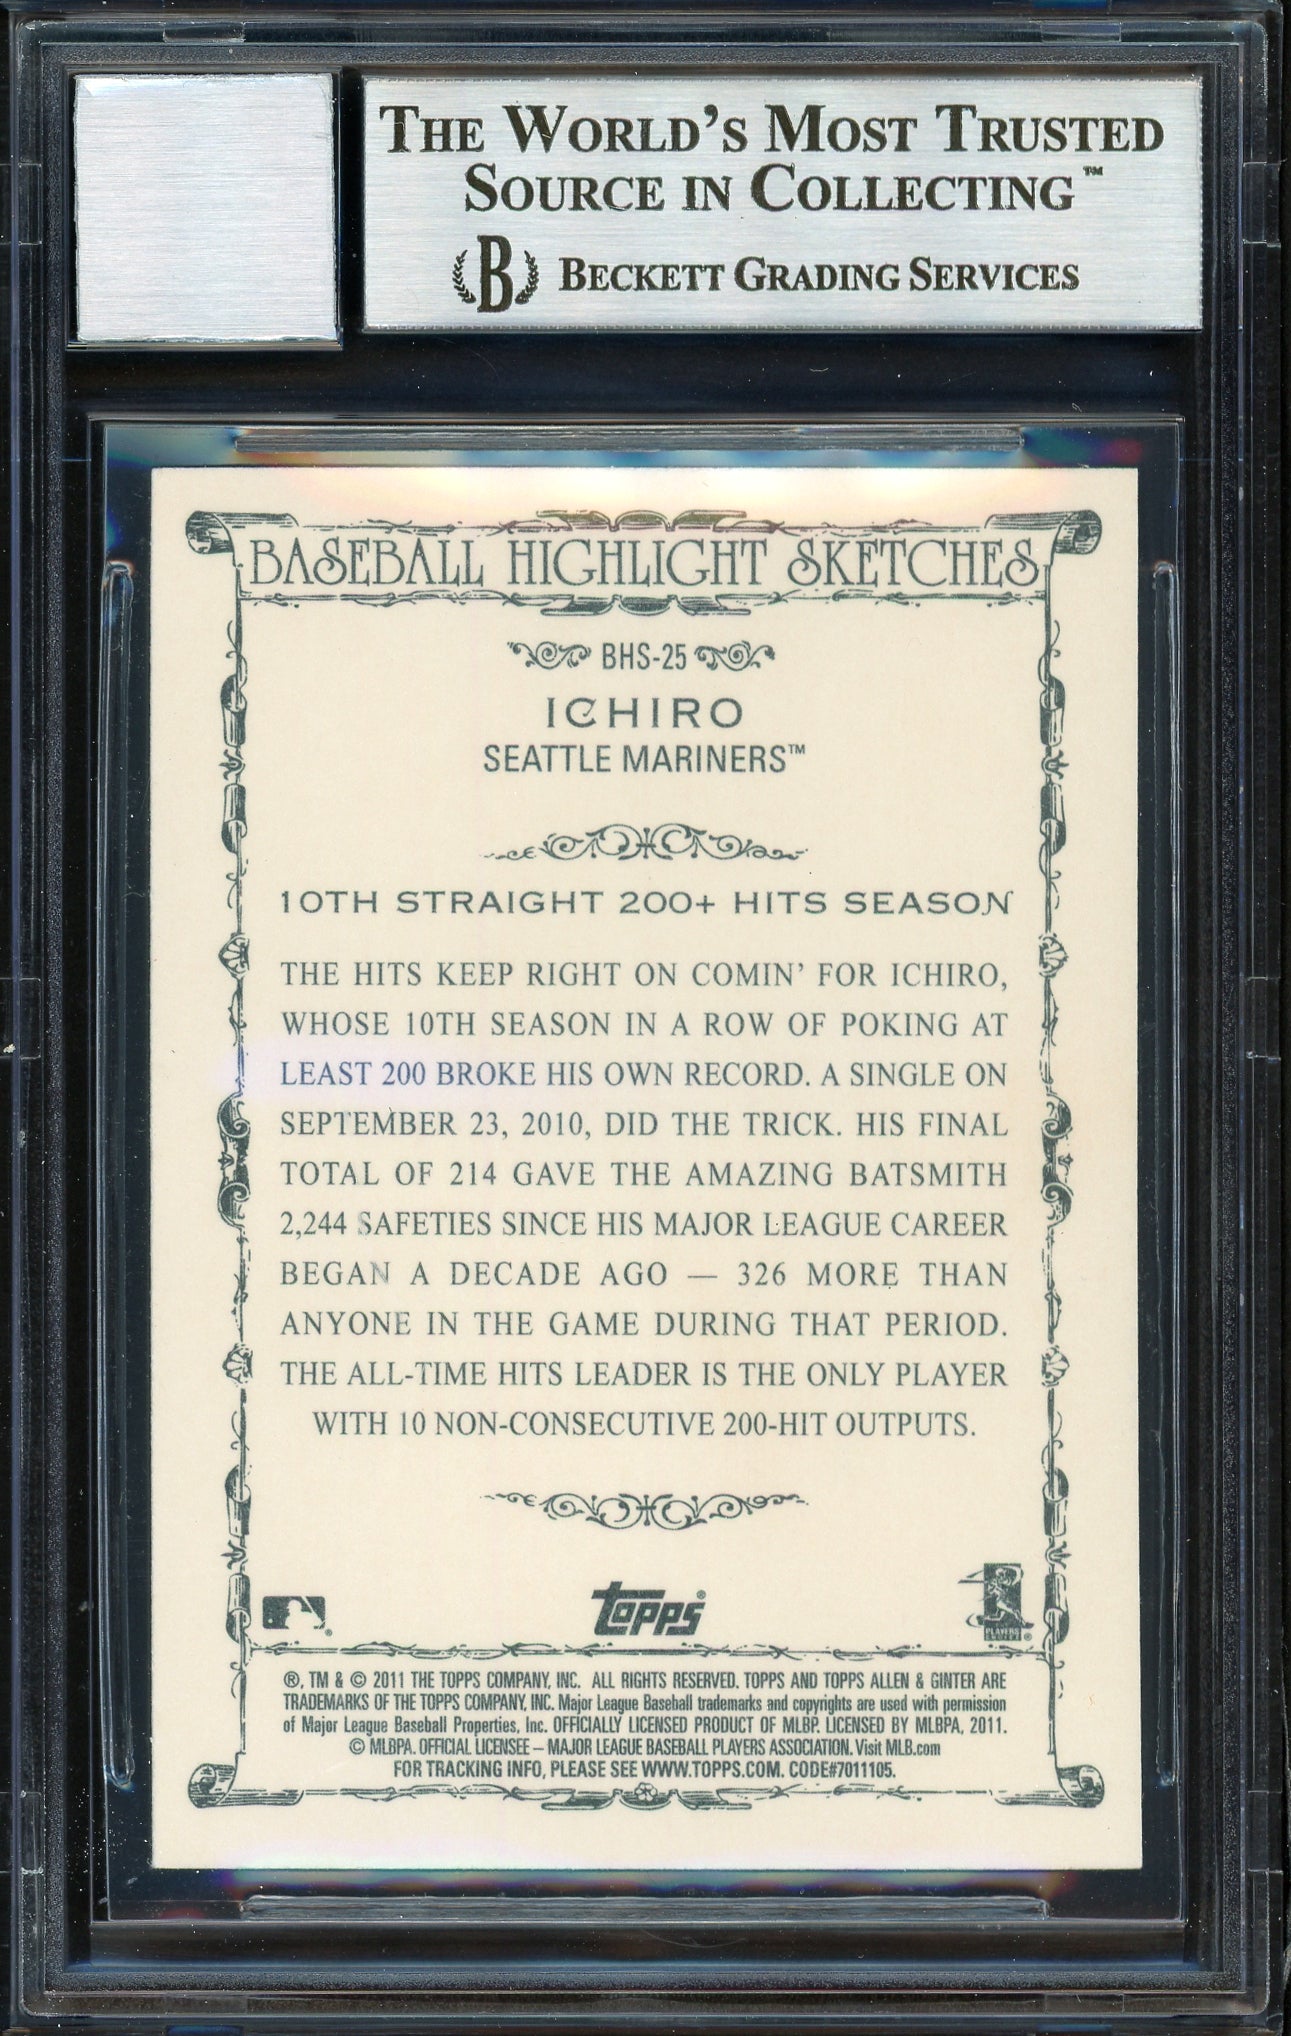 THE WORLD'S MOST TRUSTED
SOURCE IN COLLECTING™
B BECKETT GRADING SERVICES
BASEBALL HIGHLIGHT SKETCHES
BHS-25
ICHIRO
SEATTLE MARINERS™
10TH STRAIGHT 200+ HITS SEASON
THE HITS KEEP RIGHT ON COMIN' FOR ICHIRO,
WHOSE 10TH SEASON IN A ROW OF POKING AT
LEAST 200 BROKE HIS OWN RECORD. A SINGLE ON
SEPTEMBER 23, 2010, DID THE TRICK. HIS FINAL
TOTAL OF 214 GAVE THE AMAZING BATSMITH
2,244 SAFETIES SINCE HIS MAJOR LEAGUE CAREER
BEGAN A DECADE AGO — 326 MORE THAN
ANYONE IN THE GAME DURING THAT PERIOD.
THE ALL-TIME HITS LEADER IS THE ONLY PLAYER
WITH 10 NON-CONSECUTIVE 200-HIT OUTPUTS.
topps®
PLAYERS
CHOICE ®
®, TM & © 2011 THE TOPPS COMPANY, INC. ALL RIGHTS RESERVED. TOPPS AND TOPPS ALLEN & GINTER ARE
TRADEMARKS OF THE TOPPS COMPANY, INC. Major League Baseball trademarks and copyrights are used with permission
of Major League Baseball Properties, Inc. OFFICIALLY LICENSED PRODUCT OF MLBP. LICENSED BY MLBPA, 2011.
© MLBPA. OFFICIAL LICENSEE – MAJOR LEAGUE BASEBALL PLAYERS ASSOCIATION. Visit MLB.com
FOR TRACKING INFO, PLEASE SEE WWW.TOPPS.COM. CODE#7011105.